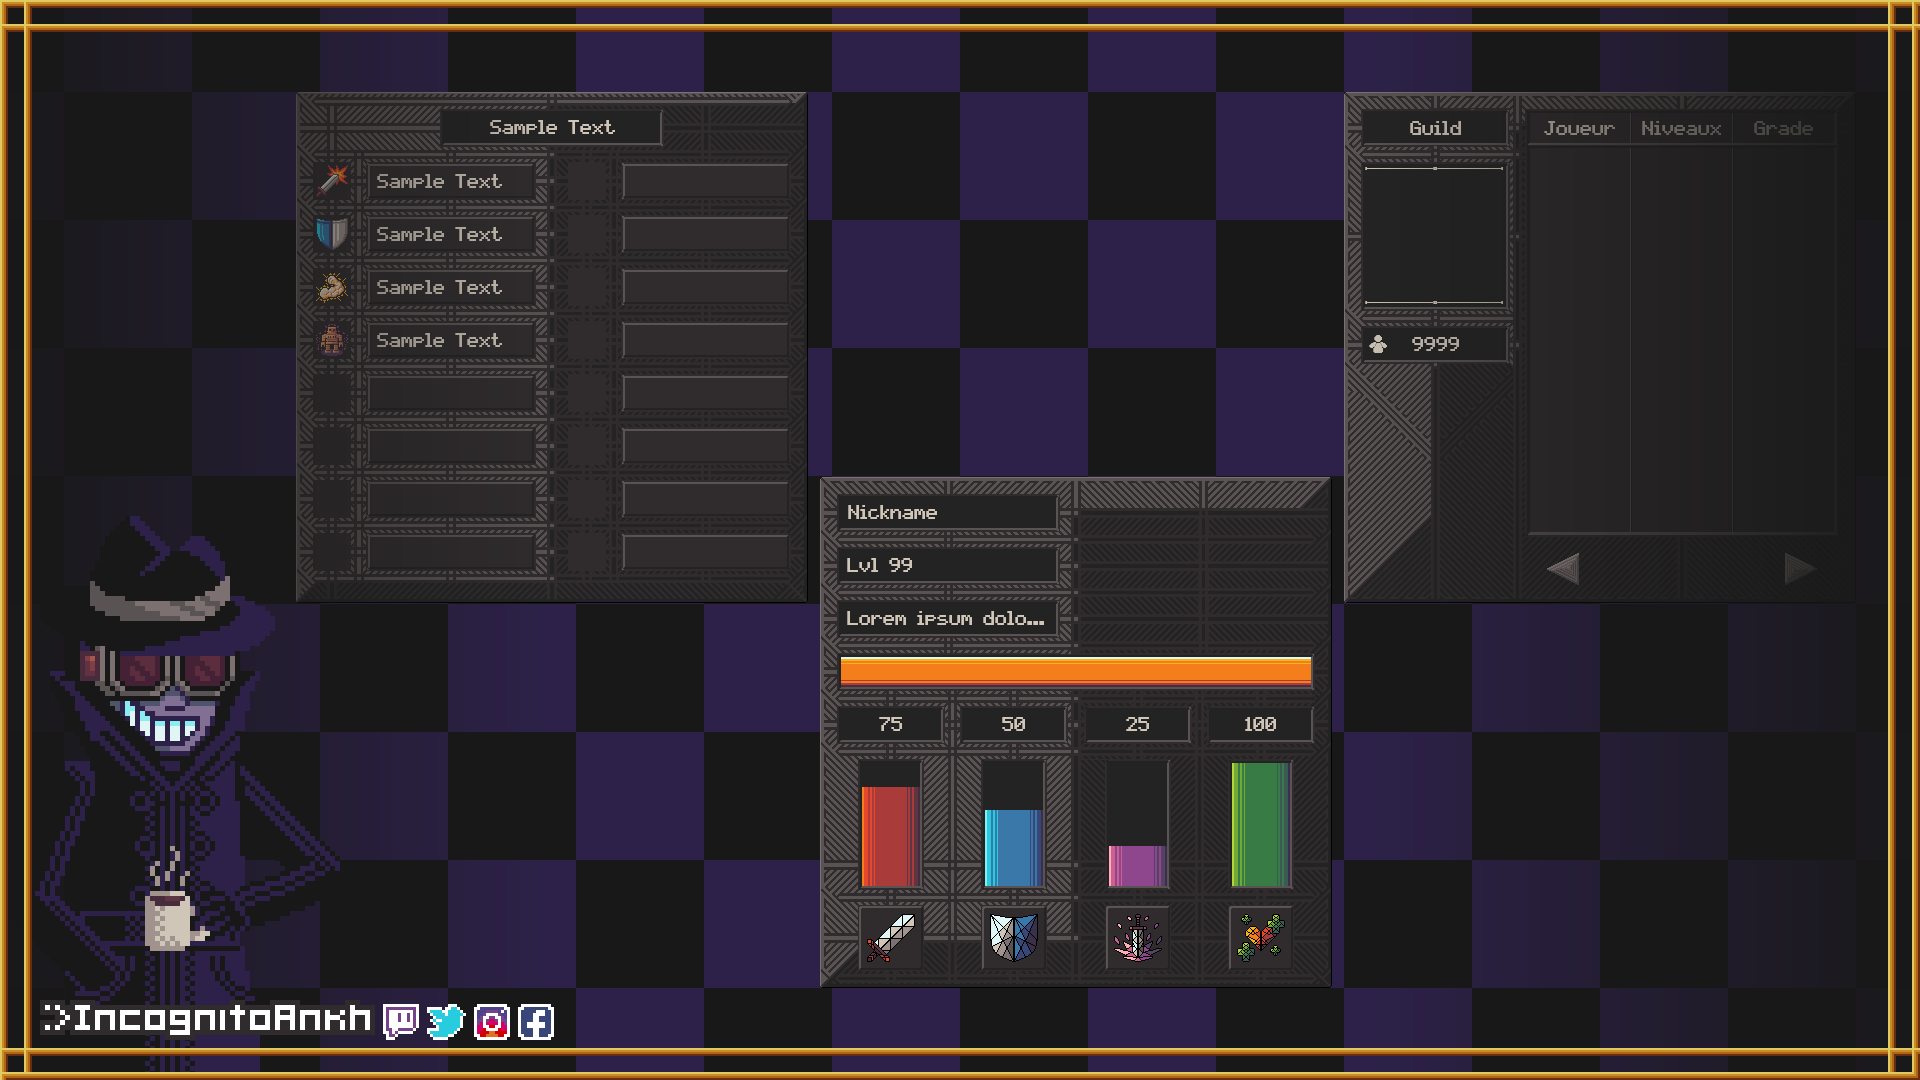 Sample Text
Sample Text
Sample Text
Sample Text
Sample Text
Guild
Joueur Niveaux Grade
9999
Nickname
Lvl 99
Lorem ipsum dolo...
75 50 25 100
:>IncognitoAnkh